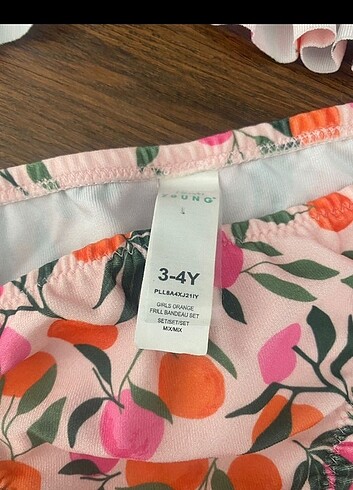 3-4Y
PLL8A4XJ21IY
GIRLS ORANGE
FRILL BANDEAU SET
SET/SET/SET
MIX/MIX